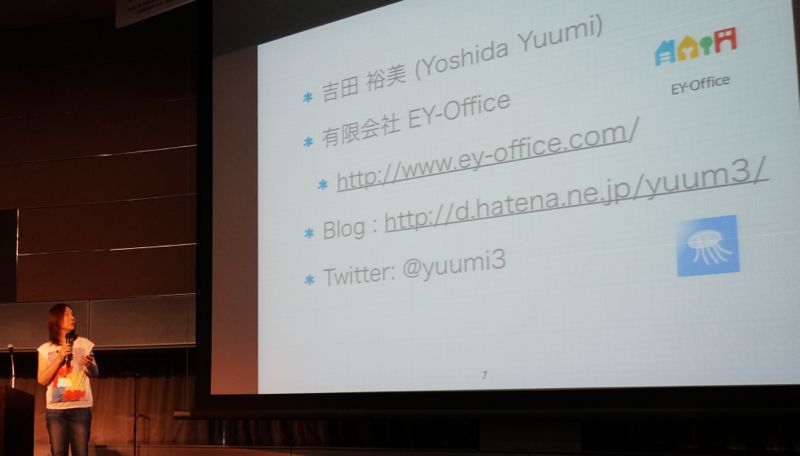 吉田 裕美 (Yoshida Yuumi)
有限会社 EY-Office
http://www.ey-office.com/
Blog : http://d.hatena.ne.jp/yuum3/
Twitter: @yuumi3
EY-Office
7